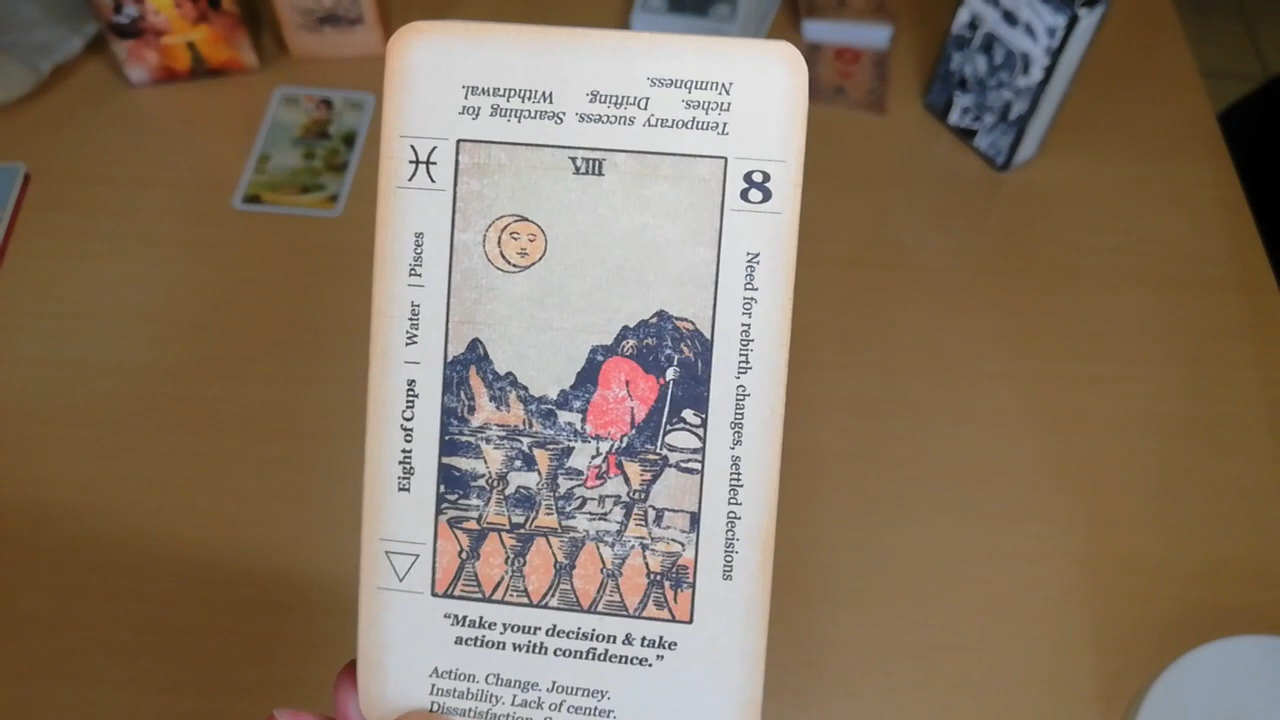 Temporary success. Searching for
riches. Drifting. Withdrawal.
Numbness.
♓
VIII
8
Eight of Cups | Water | Pisces
Need for rebirth, changes, settled decisions
“Make your decision & take
action with confidence.”
Action. Change. Journey.
Instability. Lack of center.
Dissatisfaction.